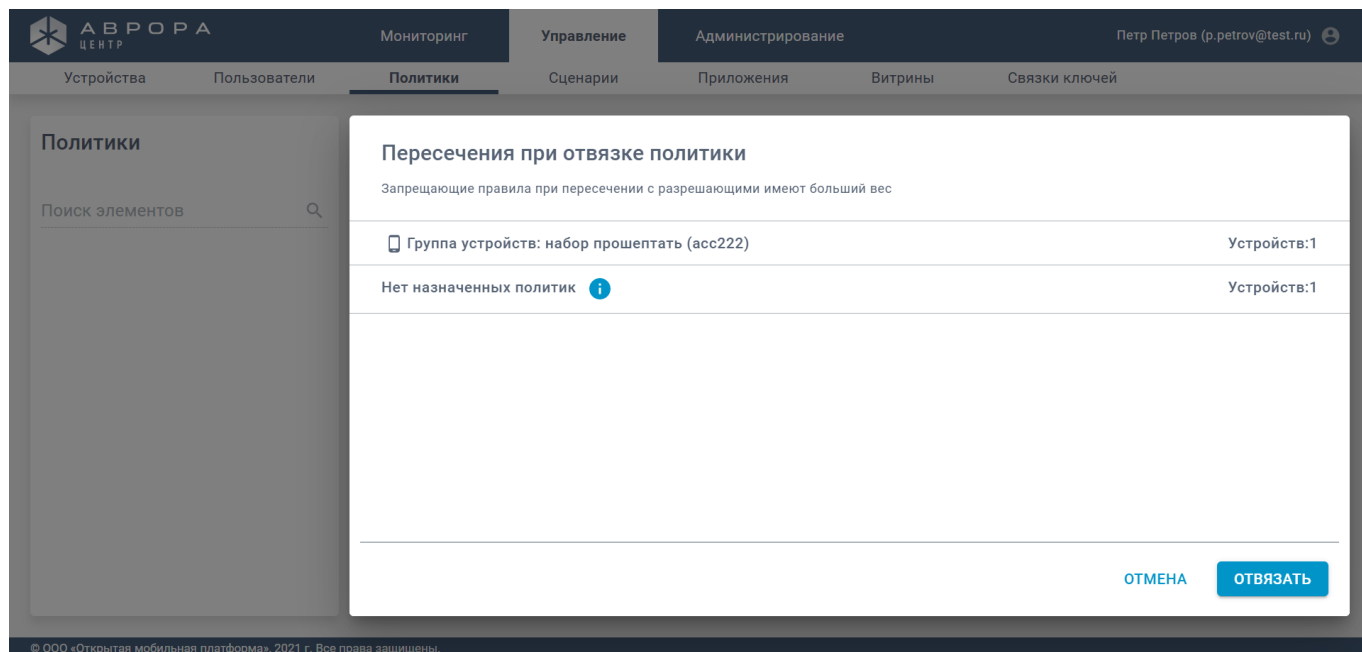 АВРОРА
ЦЕНТР
Мониторинг
Управление
Администрирование
Петр Петров (p.petrov@test.ru)
Устройства
Пользователи
Политики
Сценарии
Приложения
Витрины
Связки ключей
Политики
Поиск элементов
Пересечения при отвязке политики
Запрещающие правила при пересечении с разрешающими имеют больший вес
Группа устройств: набор прошептать (acc222)
Устройств:1
Нет назначенных политик
Устройств:1
ОТМЕНА
ОТВЯЗАТЬ
© ООО «Открытая мобильная платформа», 2021 г. Все права защищены.